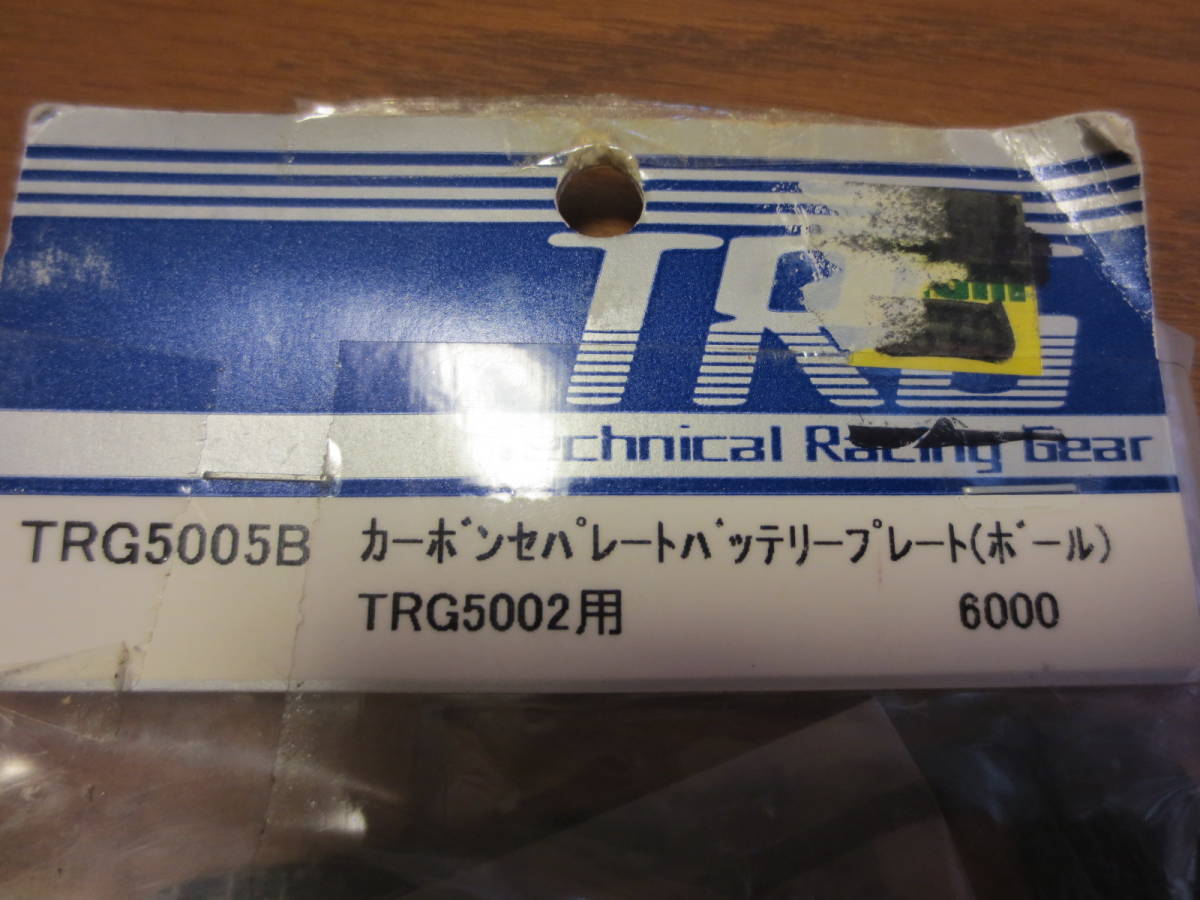 TRG
Technical Racing Gear
TRG5005B カーボンセパレートバッテリープレート(ボール)
TRG5002用 6000